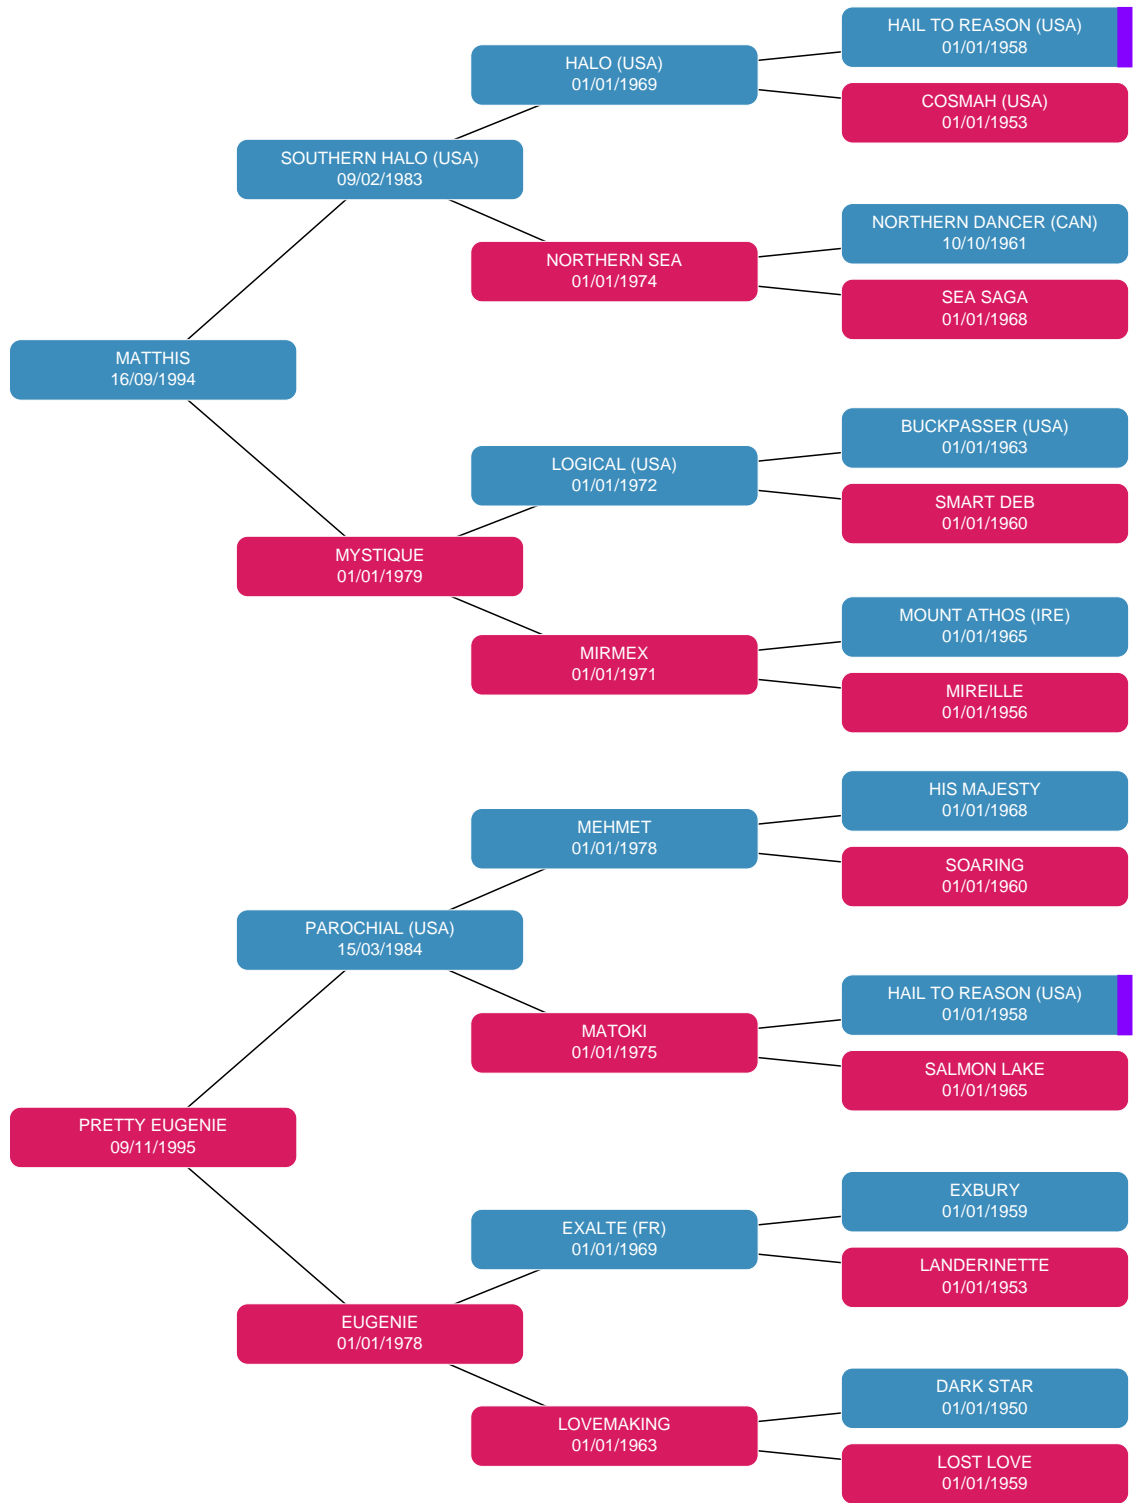 HAIL TO REASON (USA)
01/01/1958
HALO (USA)
01/01/1969
COSMAH (USA)
01/01/1953
SOUTHERN HALO (USA)
09/02/1983
NORTHERN DANCER (CAN)
10/10/1961
NORTHERN SEA
01/01/1974
SEA SAGA
01/01/1968
MATTHIS
16/09/1994
BUCKPASSER (USA)
01/01/1963
LOGICAL (USA)
01/01/1972
SMART DEB
01/01/1960
MYSTIQUE
01/01/1979
MOUNT ATHOS (IRE)
01/01/1965
MIRMEX
01/01/1971
MIREILLE
01/01/1956
HIS MAJESTY
01/01/1968
MEHMET
01/01/1978
SOARING
01/01/1960
PAROCHIAL (USA)
15/03/1984
HAIL TO REASON (USA)
01/01/1958
MATOKI
01/01/1975
SALMON LAKE
01/01/1965
PRETTY EUGENIE
09/11/1995
EXBURY
01/01/1959
EXALTE (FR)
01/01/1969
LANDERINETTE
01/01/1953
EUGENIE
01/01/1978
DARK STAR
01/01/1950
LOVEMAKING
01/01/1963
LOST LOVE
01/01/1959